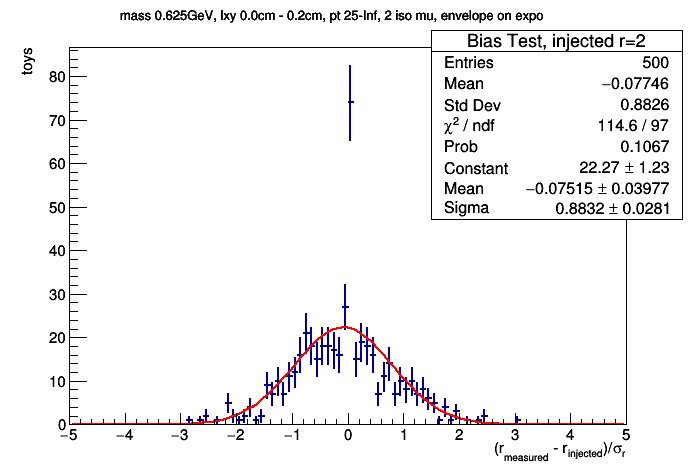 mass 0.625GeV, lxy 0.0cm - 0.2cm, pt 25-Inf, 2 iso mu, envelope on expo
Bias Test, injected r=2
Entries 500
Mean −0.07746
Std Dev 0.8826
χ² / ndf 114.6 / 97
Prob 0.1067
Constant 22.27 ± 1.23
Mean −0.07515 ± 0.03977
Sigma 0.8832 ± 0.0281
toys
80
70
60
50
40
30
20
10
0
−5 −4 −3 −2 −1 0 1 2 3 4 5
(r_measured - r_injected)/σ_r